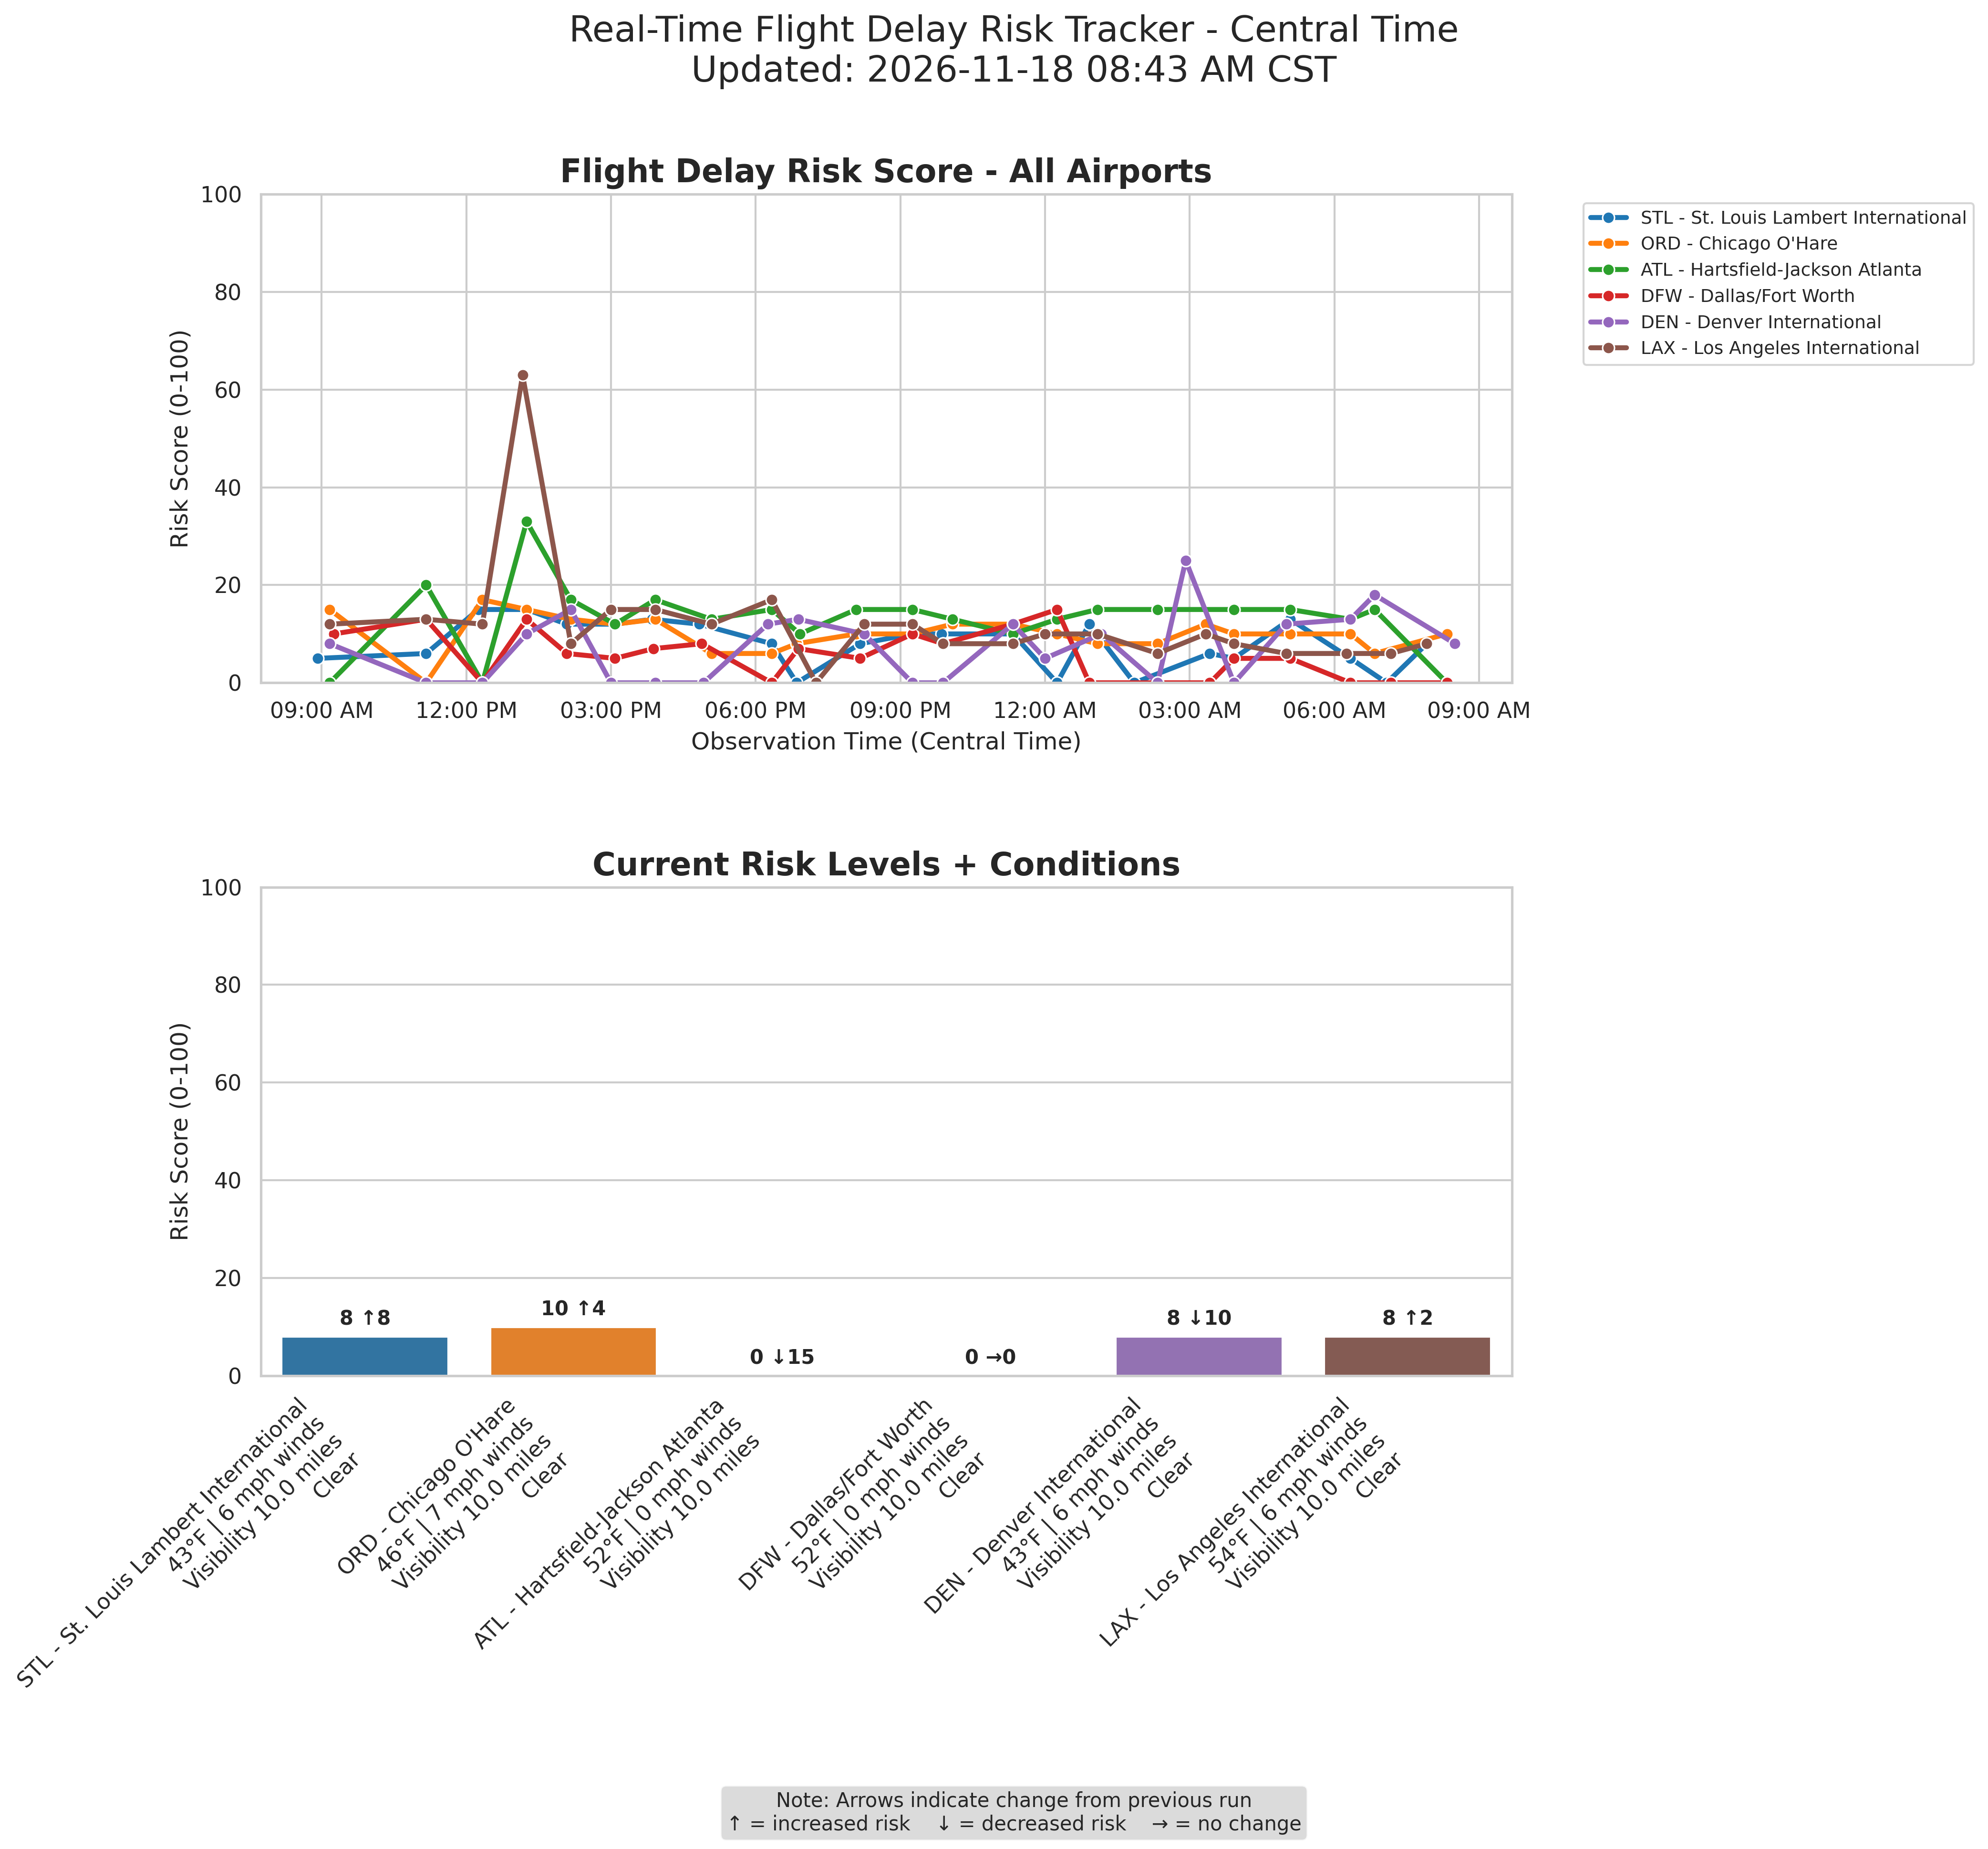 Real-Time Flight Delay Risk Tracker - Central Time
Updated: 2026-11-18 08:43 AM CST
Flight Delay Risk Score - All Airports
Risk Score (0-100)
100
80
60
40
20
0
09:00 AM
12:00 PM
03:00 PM
06:00 PM
09:00 PM
12:00 AM
03:00 AM
06:00 AM
09:00 AM
Observation Time (Central Time)
STL - St. Louis Lambert International
ORD - Chicago O'Hare
ATL - Hartsfield-Jackson Atlanta
DFW - Dallas/Fort Worth
DEN - Denver International
LAX - Los Angeles International
Current Risk Levels + Conditions
Risk Score (0-100)
100
80
60
40
20
0
8 ↑8
10 ↑4
0 ↓15
0 →0
8 ↓10
8 ↑2
STL - St. Louis Lambert International
43°F | 6 mph winds
Visibility 10.0 miles
Clear
ORD - Chicago O'Hare
46°F | 7 mph winds
Visibility 10.0 miles
Clear
ATL - Hartsfield-Jackson Atlanta
52°F | 0 mph winds
Visibility 10.0 miles
DFW - Dallas/Fort Worth
52°F | 0 mph winds
Visibility 10.0 miles
Clear
DEN - Denver International
43°F | 6 mph winds
Visibility 10.0 miles
Clear
LAX - Los Angeles International
54°F | 6 mph winds
Visibility 10.0 miles
Clear
Note: Arrows indicate change from previous run
↑ = increased risk ↓ = decreased risk → = no change